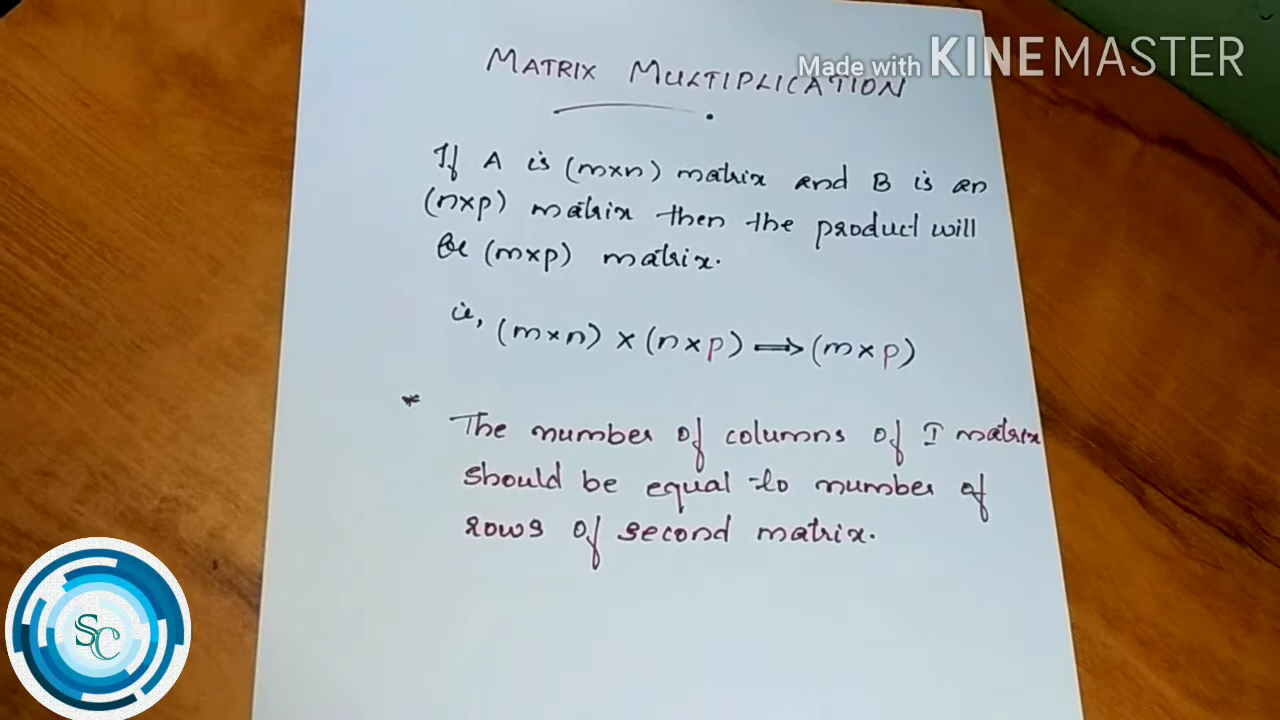 MATRIX MULTIPLICATION
Made with KINEMASTER
If A is (m×n) matrix and B is an
(n×p) matrix then the product will
be (m×p) matrix.
ie, (m×n) × (n×p) ⟹ (m×p)
* The number of columns of I matrix
should be equal to number of
rows of second matrix.
SC